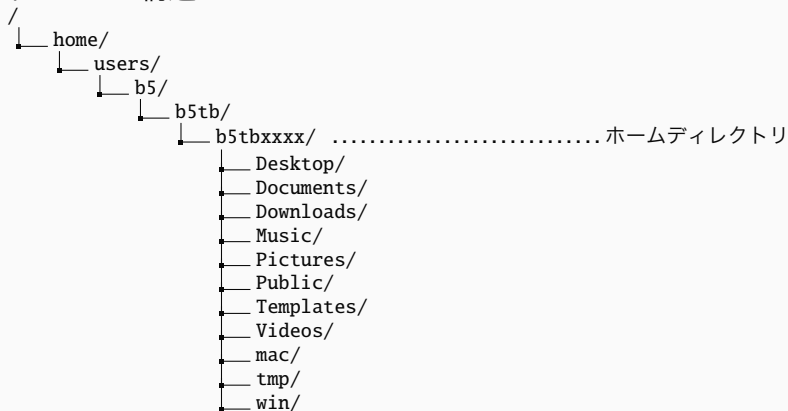 /
home/
users/
b5/
b5tb/
b5tbxxxx/ ............................. ホームディレクトリ
Desktop/
Documents/
Downloads/
Music/
Pictures/
Public/
Templates/
Videos/
mac/
tmp/
win/